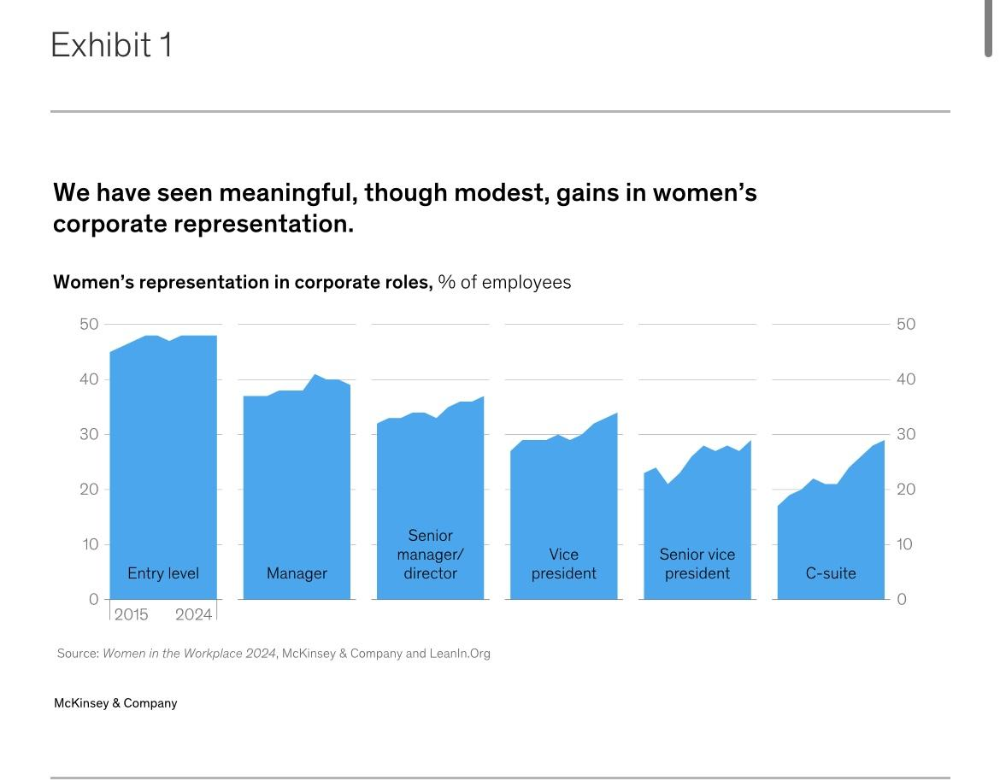 Exhibit 1
We have seen meaningful, though modest, gains in women’s
corporate representation.
Women’s representation in corporate roles, % of employees
50
40
30
20
10
0
Entry level
2015 2024
Manager
Senior
manager/
director
Vice
president
Senior vice
president
C-suite
50
40
30
20
10
0
Source: Women in the Workplace 2024, McKinsey & Company and LeanIn.Org
McKinsey & Company